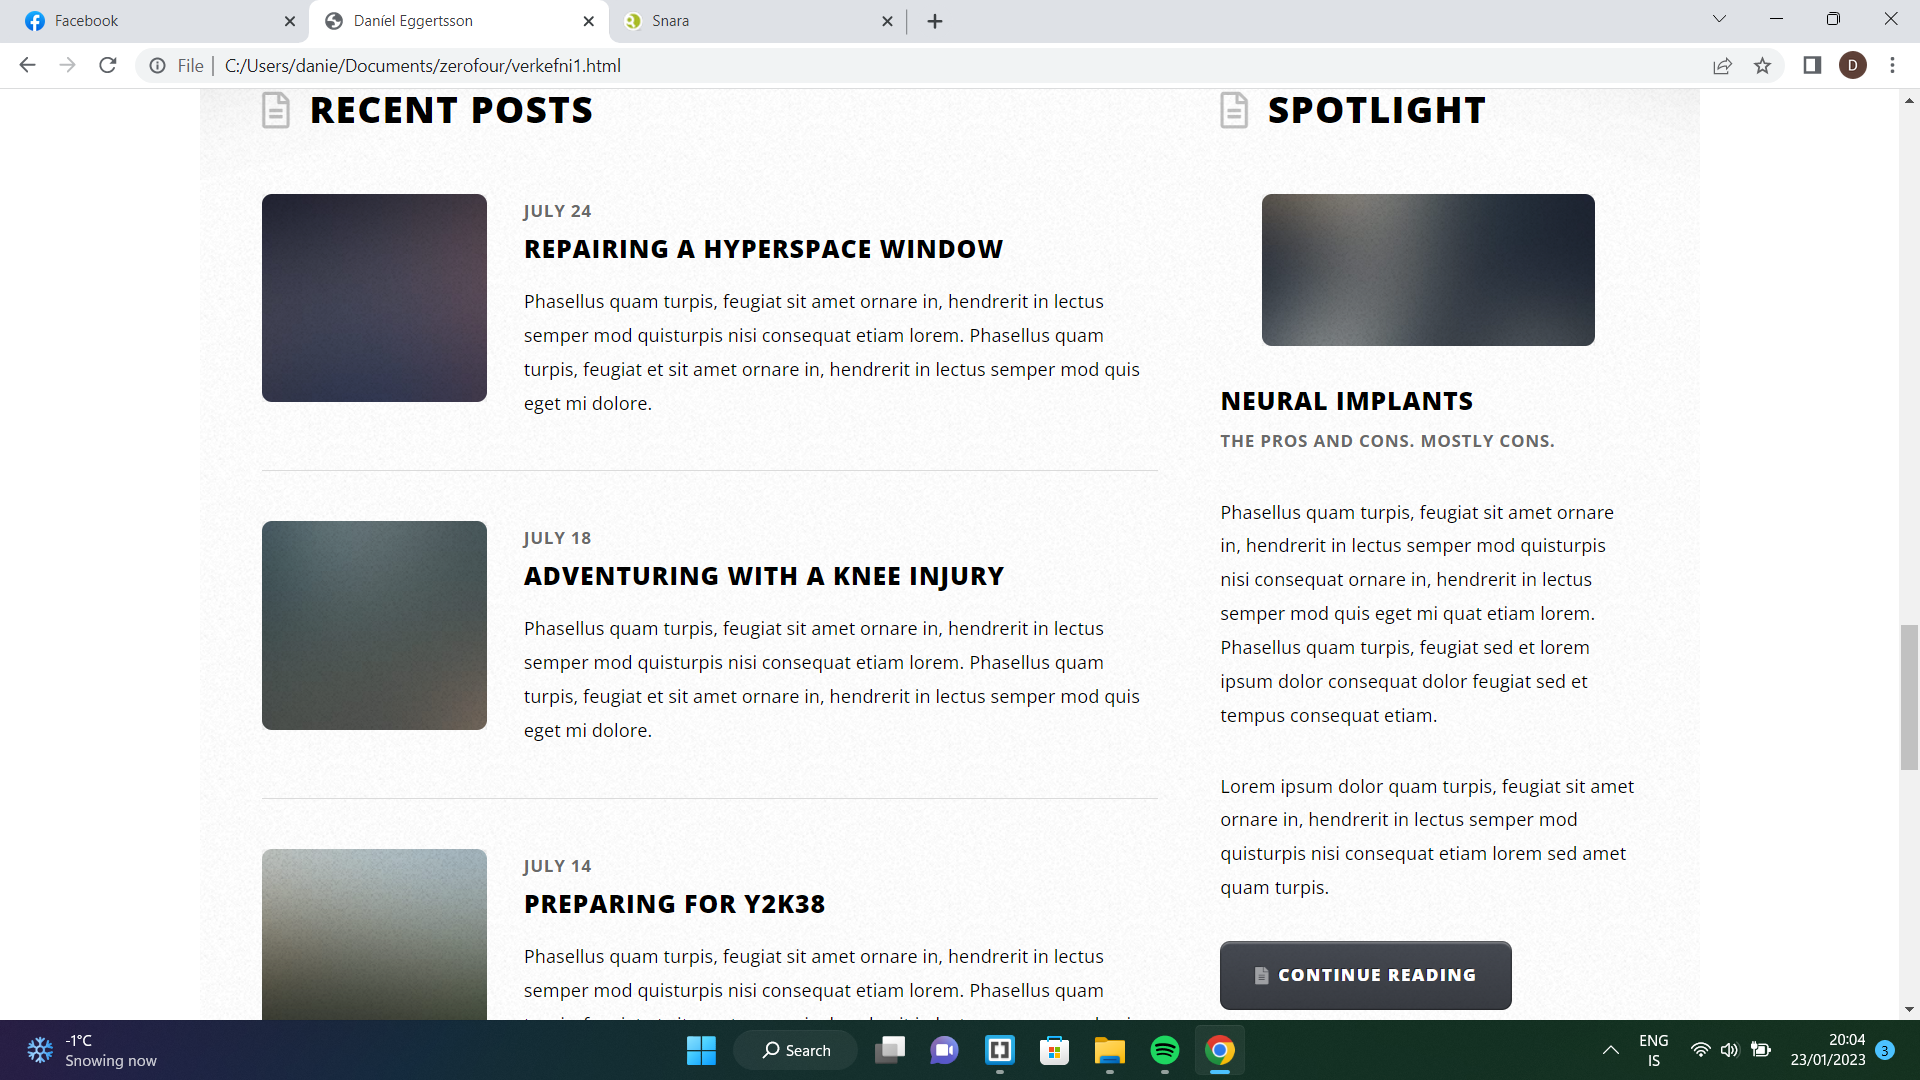 Facebook
Daníel Eggertsson
Snara
File
C:/Users/danie/Documents/zerofour/verkefni1.html
D
RECENT POSTS
JULY 24
REPAIRING A HYPERSPACE WINDOW
Phasellus quam turpis, feugiat sit amet ornare in, hendrerit in lectus
semper mod quisturpis nisi consequat etiam lorem. Phasellus quam
turpis, feugiat et sit amet ornare in, hendrerit in lectus semper mod quis
eget mi dolore.
JULY 18
ADVENTURING WITH A KNEE INJURY
Phasellus quam turpis, feugiat sit amet ornare in, hendrerit in lectus
semper mod quisturpis nisi consequat etiam lorem. Phasellus quam
turpis, feugiat et sit amet ornare in, hendrerit in lectus semper mod quis
eget mi dolore.
JULY 14
PREPARING FOR Y2K38
Phasellus quam turpis, feugiat sit amet ornare in, hendrerit in lectus
semper mod quisturpis nisi consequat etiam lorem. Phasellus quam
SPOTLIGHT
NEURAL IMPLANTS
THE PROS AND CONS. MOSTLY CONS.
Phasellus quam turpis, feugiat sit amet ornare
in, hendrerit in lectus semper mod quisturpis
nisi consequat ornare in, hendrerit in lectus
semper mod quis eget mi quat etiam lorem.
Phasellus quam turpis, feugiat sed et lorem
ipsum dolor consequat dolor feugiat sed et
tempus consequat etiam.
Lorem ipsum dolor quam turpis, feugiat sit amet
ornare in, hendrerit in lectus semper mod
quisturpis nisi consequat etiam lorem sed amet
quam turpis.
CONTINUE READING
-1°C
Snowing now
Search
ENG
IS
20:04
23/01/2023
3